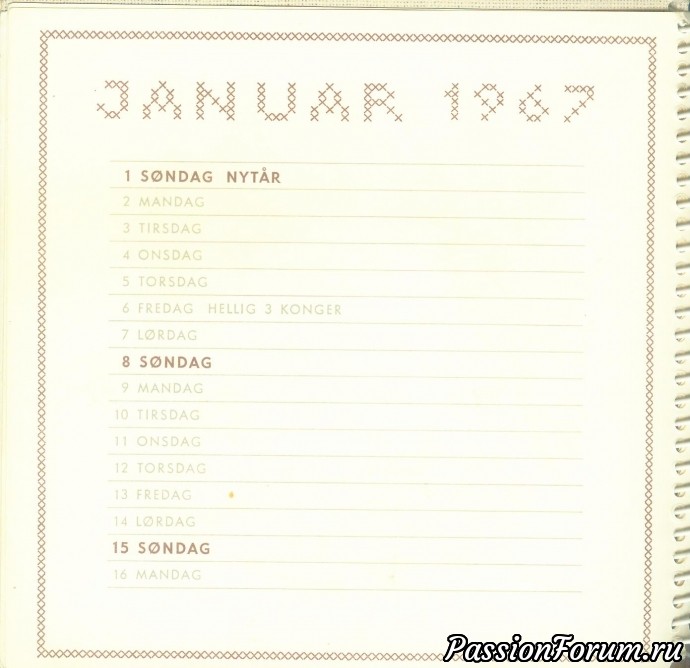 JANUAR 1967
1 SØNDAG NYTÅR
2 MANDAG
3 TIRSDAG
4 ONSDAG
5 TORSDAG
6 FREDAG HELLIG 3 KONGER
7 LØRDAG
8 SØNDAG
9 MANDAG
10 TIRSDAG
11 ONSDAG
12 TORSDAG
13 FREDAG
14 LØRDAG
15 SØNDAG
16 MANDAG
PassionForum.ru